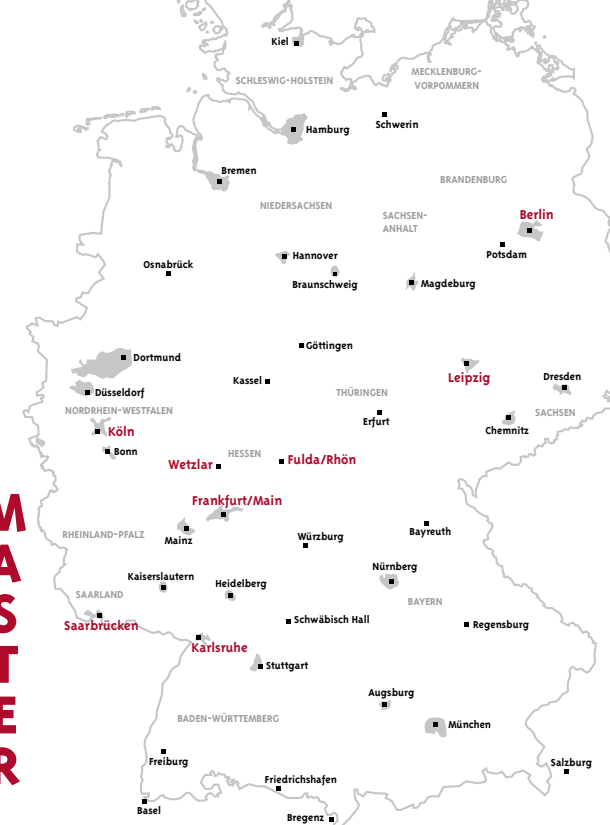 Kiel
SCHLESWIG-HOLSTEIN
MECKLENBURG-
VORPOMMERN
Hamburg
Schwerin
Bremen
BRANDENBURG
NIEDERSACHSEN
SACHSEN-
ANHALT
Berlin
Potsdam
Osnabrück
Hannover
Braunschweig
Magdeburg
Göttingen
Dortmund
Leipzig
Dresden
Kassel
Düsseldorf
THÜRINGEN
NORDRHEIN-WESTFALEN
Erfurt
SACHSEN
Chemnitz
Köln
Bonn
HESSEN
Wetzlar
Fulda/Rhön
Frankfurt/Main
RHEINLAND-PFALZ
Mainz
Würzburg
Bayreuth
Nürnberg
Kaiserslautern
Heidelberg
SAARLAND
BAYERN
Saarbrücken
Schwäbisch Hall
Regensburg
Karlsruhe
Stuttgart
Augsburg
BADEN-WÜRTTEMBERG
München
Freiburg
Salzburg
Friedrichshafen
Basel
Bregenz
M
A
S
T
E
R